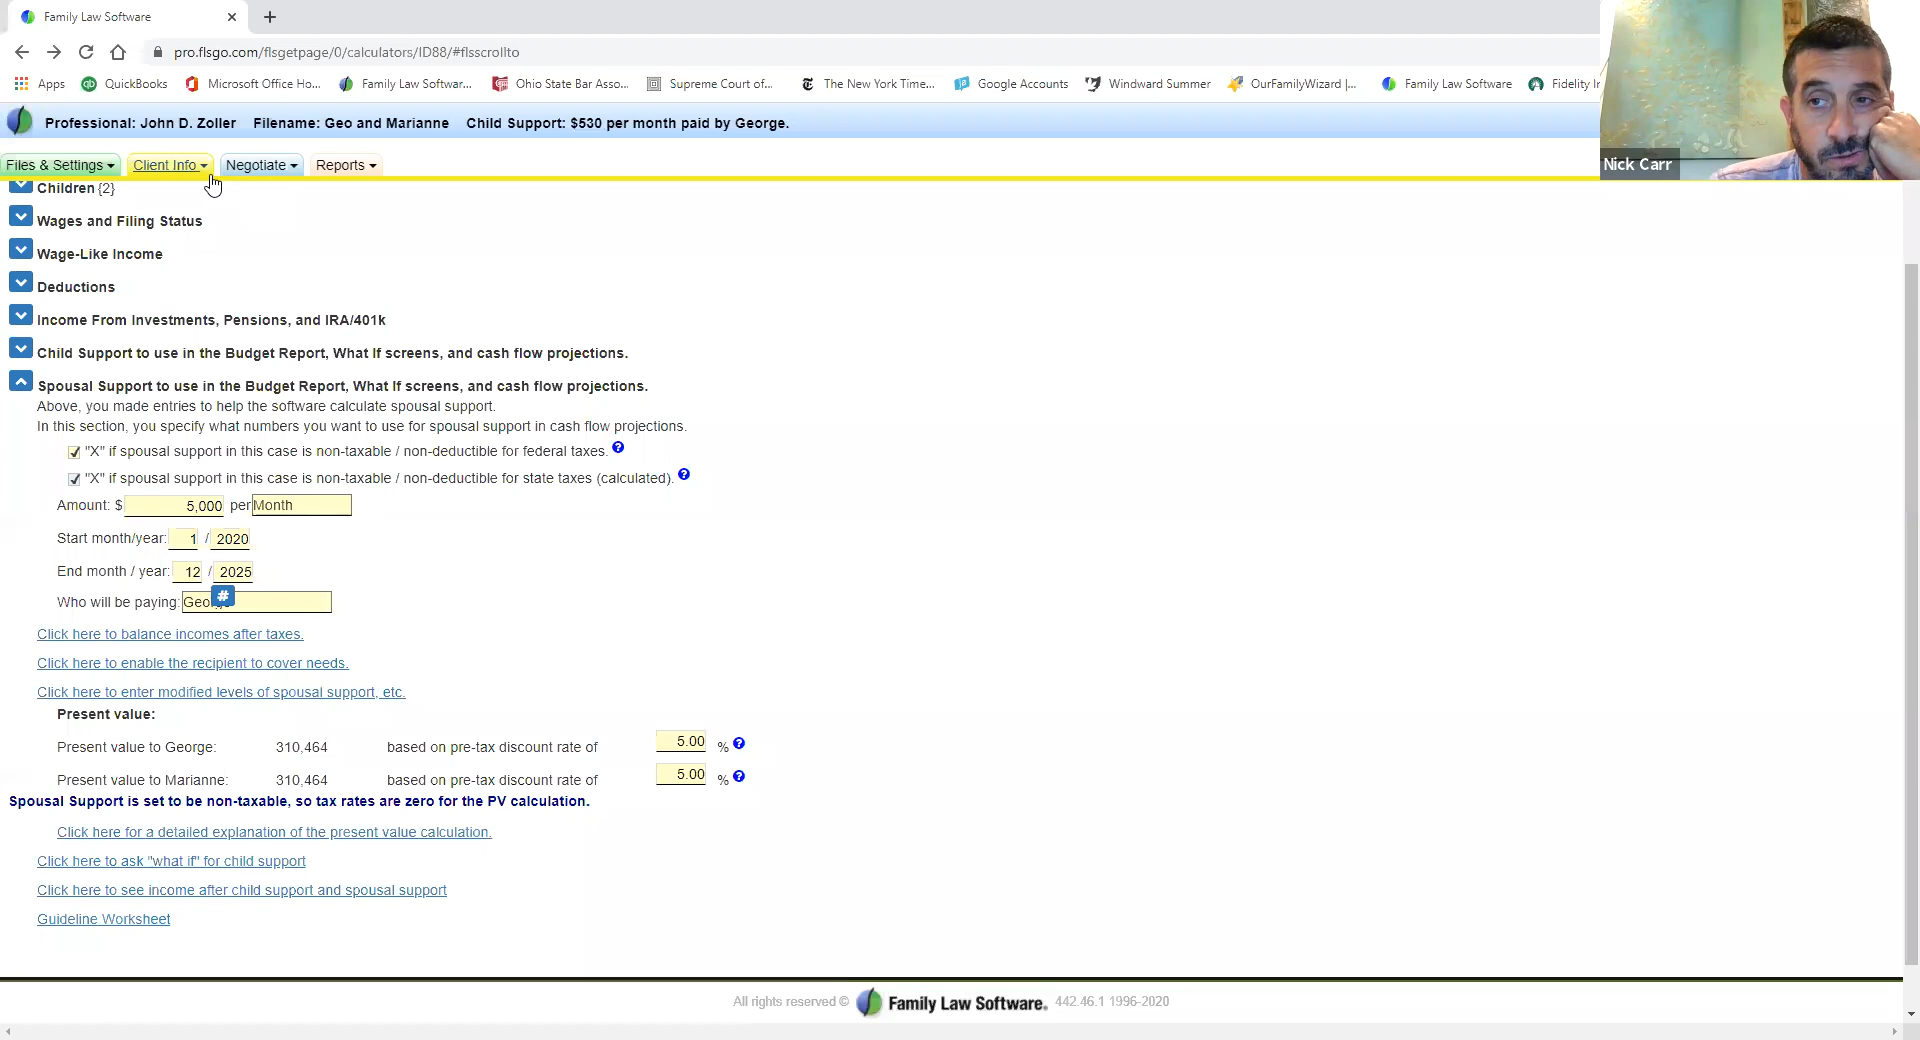 Family Law Software
pro.flsgo.com/flsgetpage/0/calculators/ID88/#flsscrollto
Apps QuickBooks Microsoft Office Ho... Family Law Softwar... Ohio State Bar Asso... Supreme Court of... The New York Time... Google Accounts Windward Summer OurFamilyWizard |... Family Law Software Fidelity
Professional: John D. Zoller Filename: Geo and Marianne Child Support: $530 per month paid by George.
Nick Carr
Files & Settings Client Info Negotiate Reports
Children {2}
Wages and Filing Status
Wage-Like Income
Deductions
Income From Investments, Pensions, and IRA/401k
Child Support to use in the Budget Report, What If screens, and cash flow projections.
Spousal Support to use in the Budget Report, What If screens, and cash flow projections.
Above, you made entries to help the software calculate spousal support.
In this section, you specify what numbers you want to use for spousal support in cash flow projections.
"X" if spousal support in this case is non-taxable / non-deductible for federal taxes. ?
"X" if spousal support in this case is non-taxable / non-deductible for state taxes (calculated). ?
Amount: $ 5,000 per Month
Start month/year: 1 / 2020
End month / year: 12 / 2025
#
Who will be paying: George
Click here to balance incomes after taxes.
Click here to enable the recipient to cover needs.
Click here to enter modified levels of spousal support, etc.
Present value:
Present value to George: 310,464 based on pre-tax discount rate of 5.00 % ?
Present value to Marianne: 310,464 based on pre-tax discount rate of 5.00 % ?
Spousal Support is set to be non-taxable, so tax rates are zero for the PV calculation.
Click here for a detailed explanation of the present value calculation.
Click here to ask "what if" for child support
Click here to see income after child support and spousal support
Guideline Worksheet
All rights reserved © Family Law Software. 442.46.1 1996-2020